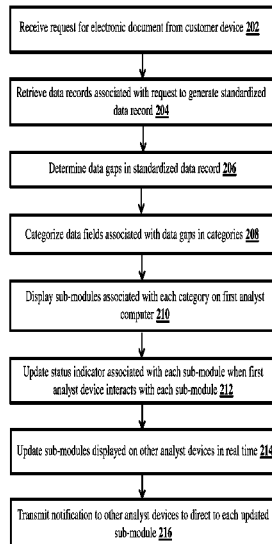 Receive request for electronic document from customer device 202
Retrieve data records associated with request to generate standardized
data record 204
Determine data gaps in standardized data record 206
Categorize data fields associated with data gaps in categories 208
Display sub-modules associated with each category on first analyst
computer 210
Update status indicator associated with each sub-module when first
analyst device interacts with each sub-module 212
Update sub-modules displayed on other analyst devices in real time 214
Transmit notification to other analyst devices to direct to each updated
sub-module 216